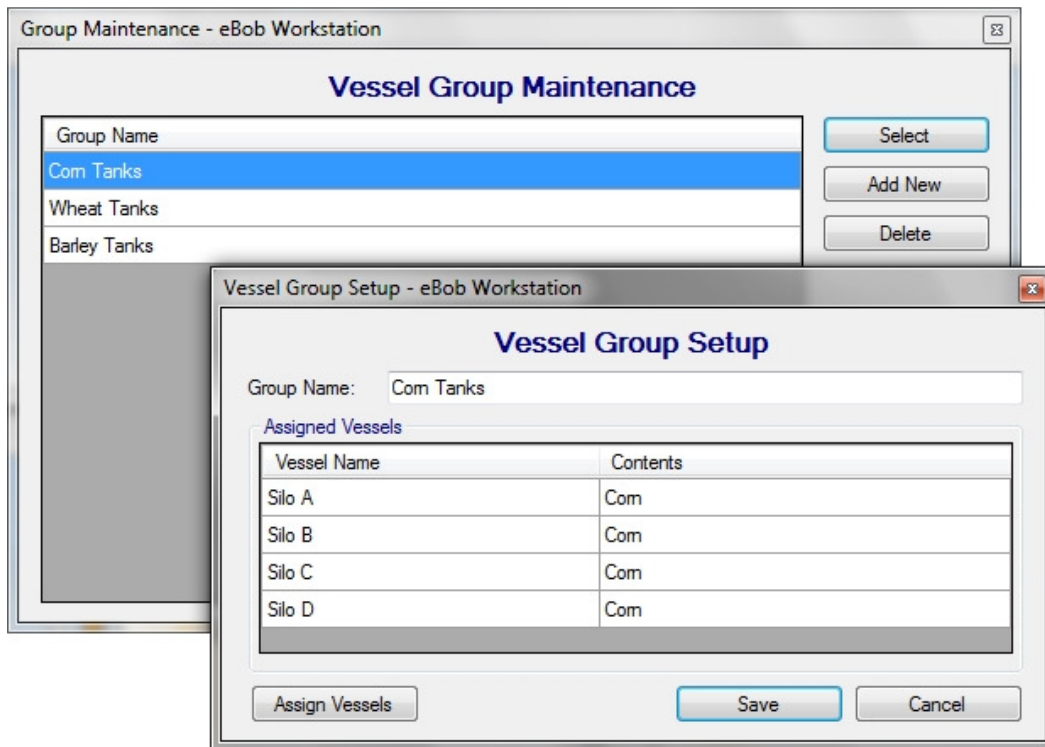 Group Maintenance - eBob Workstation
Vessel Group Maintenance
Group Name
Corn Tanks
Wheat Tanks
Barley Tanks
Select
Add New
Delete
Vessel Group Setup - eBob Workstation
Vessel Group Setup
Group Name: Corn Tanks
Assigned Vessels
Vessel Name Contents
Silo A Corn
Silo B Corn
Silo C Corn
Silo D Corn
Assign Vessels Save Cancel